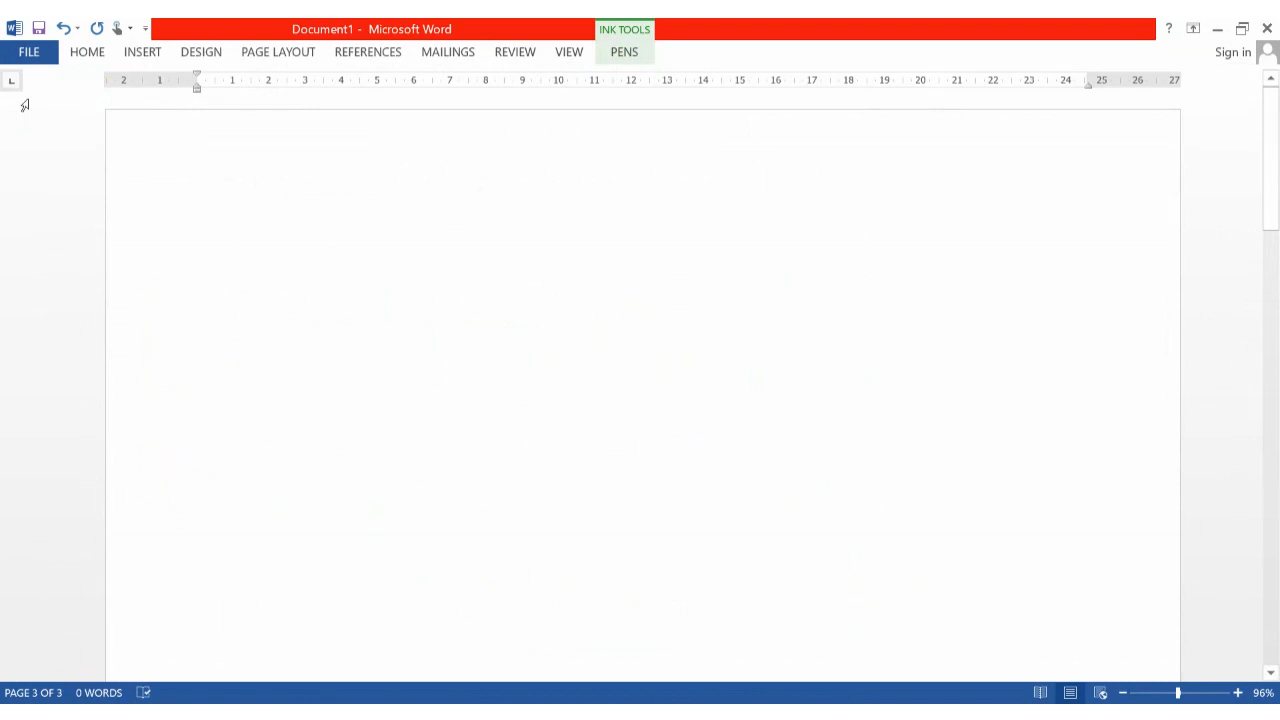 Document1 - Microsoft Word
INK TOOLS
?
FILE HOME INSERT DESIGN PAGE LAYOUT REFERENCES MAILINGS REVIEW VIEW PENS Sign in
2 1 1 2 3 4 5 6 7 8 9 10 11 12 13 14 15 16 17 18 19 20 21 22 23 24 25 26 27
PAGE 3 OF 3 0 WORDS 96%